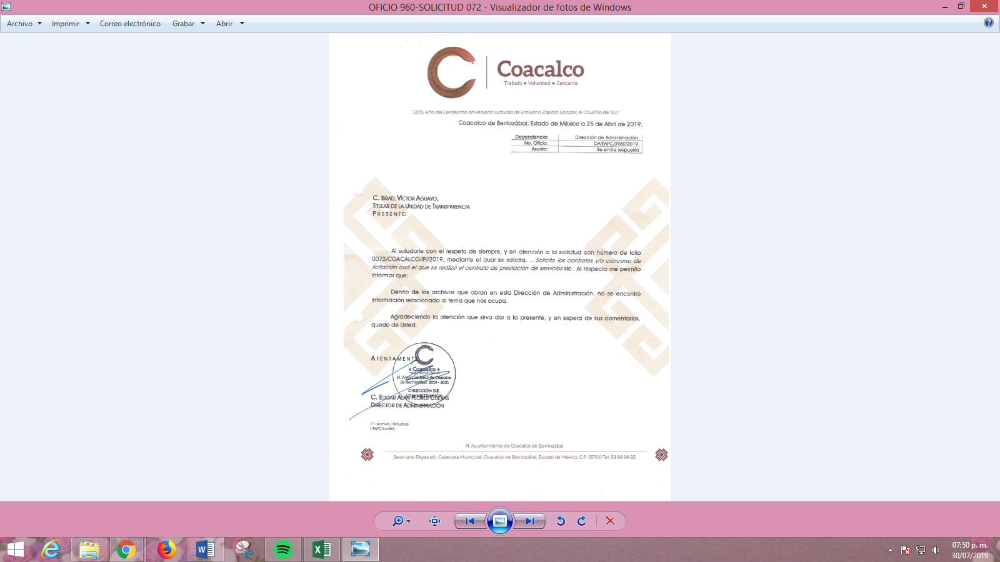 OFICIO 960-SOLICITUD 072 - Visualizador de fotos de Windows
Archivo Imprimir Correo electrónico Grabar Abrir
Coacalco
Trabajo ◆ Voluntad ◆ Cercanía
"2019. Año del Centésimo aniversario luctuoso de Emiliano Zapata Salazar, el Caudillo del Sur"
Coacalco de Berriozábal, Estado de México a 25 de Abril de 2019.
Dependencia: Dirección de Administración.
No. Oficio: DA/EAFC/0960/2019.
Asunto: Se emite respuesta
C. ISRAEL VÍCTOR AGUAYO,
TITULAR DE LA UNIDAD DE TRANSPARENCIA
PRESENTE:
Al saludarle con el respeto de siempre, y en atención a la solicitud con número de folio
0072/COACALCO/IP//2019, mediante el cual se solicita, ...Solicito los contratos y/o concurso de
licitación con el que se realizó el contrato de prestación de servicios sic.. Al respecto me permito
informar que:
Dentro de los archivos que obran en esta Dirección de Administración, no se encontró
información relacionada al tema que nos ocupa.
Agradeciendo la atención que sirva dar a la presente, y en espera de sus comentarios,
quedo de Usted.
ATENTAMENTE
Coacalco
H. Ayuntamiento de Coacalco
de Berriozábal 2019 - 2021
DIRECCIÓN DE
ADMINISTRACIÓN
C. EDGAR ALAN FLORES CUEVAS
DIRECTOR DE ADMINISTRACIÓN
Archivo / Minutario
L'EAFC#cafs#
H. Ayuntamiento de Coacalco de Berriozábal
Severiano Reyes s/n, Cabecera Municipal, Coacalco de Berriozábal, Estado de México, C.P. 55700 Tel. 58 98 99 93
07:50 p. m.
30/07/2019